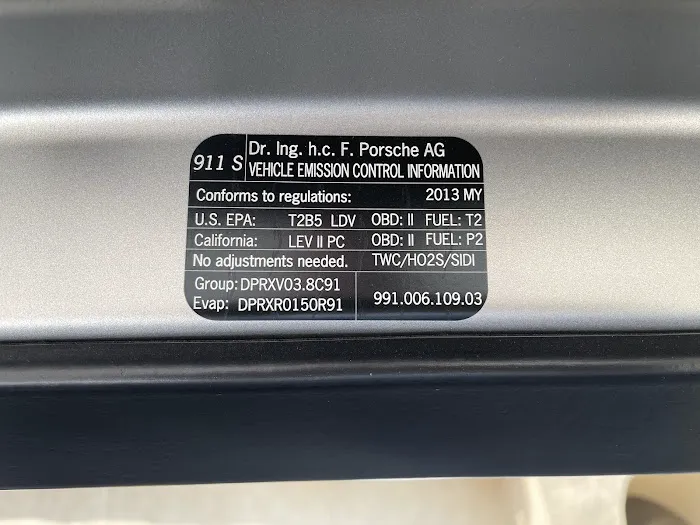 911 S
Dr. Ing. h.c. F. Porsche AG
VEHICLE EMISSION CONTROL INFORMATION
Conforms to regulations: 2013 MY
U.S. EPA: T2B5 LDV OBD: II FUEL: T2
California: LEV II PC OBD: II FUEL: P2
No adjustments needed. TWC/HO2S/SIDI
Group: DPRXV03.8C91
Evap: DPRXR0150R91
991.006.109.03